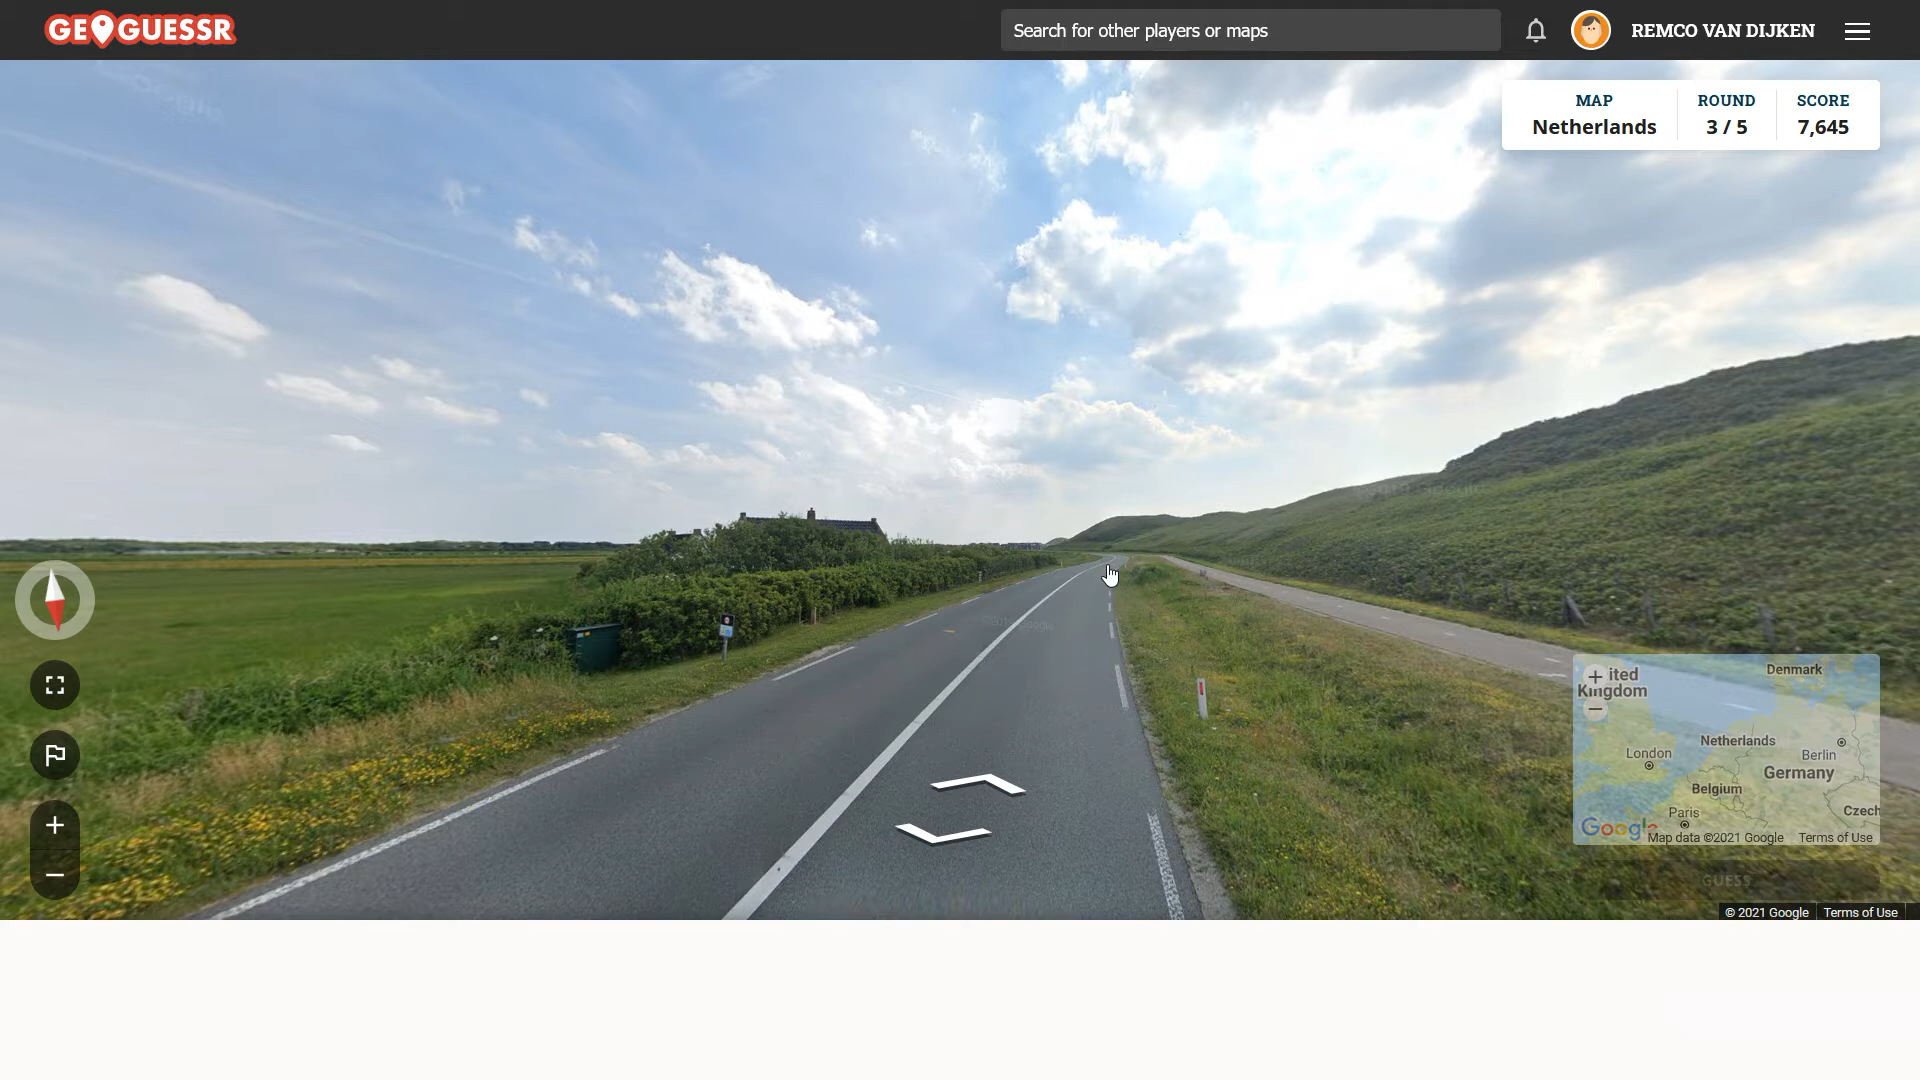 GEOGUESSR
Search for other players or maps
REMCO VAN DIJKEN
MAP
Netherlands
ROUND
3 / 5
SCORE
7,645
Denmark
ited
Kingdom
Netherlands
London
Berlin
Germany
Belgium
Paris
Czech
Google
Map data ©2021 Google
Terms of Use
GUESS
© 2021 Google
Terms of Use